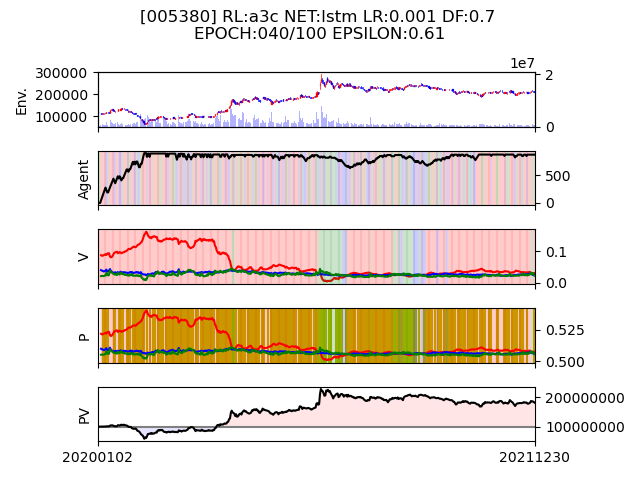 [005380] RL:a3c NET:lstm LR:0.001 DF:0.7
EPOCH:040/100 EPSILON:0.61
1e7
Env.
300000
200000
100000
2
0
Agent
500
0
V
0.1
0.0
P
0.525
0.500
PV
200000000
100000000
20200102
20211230